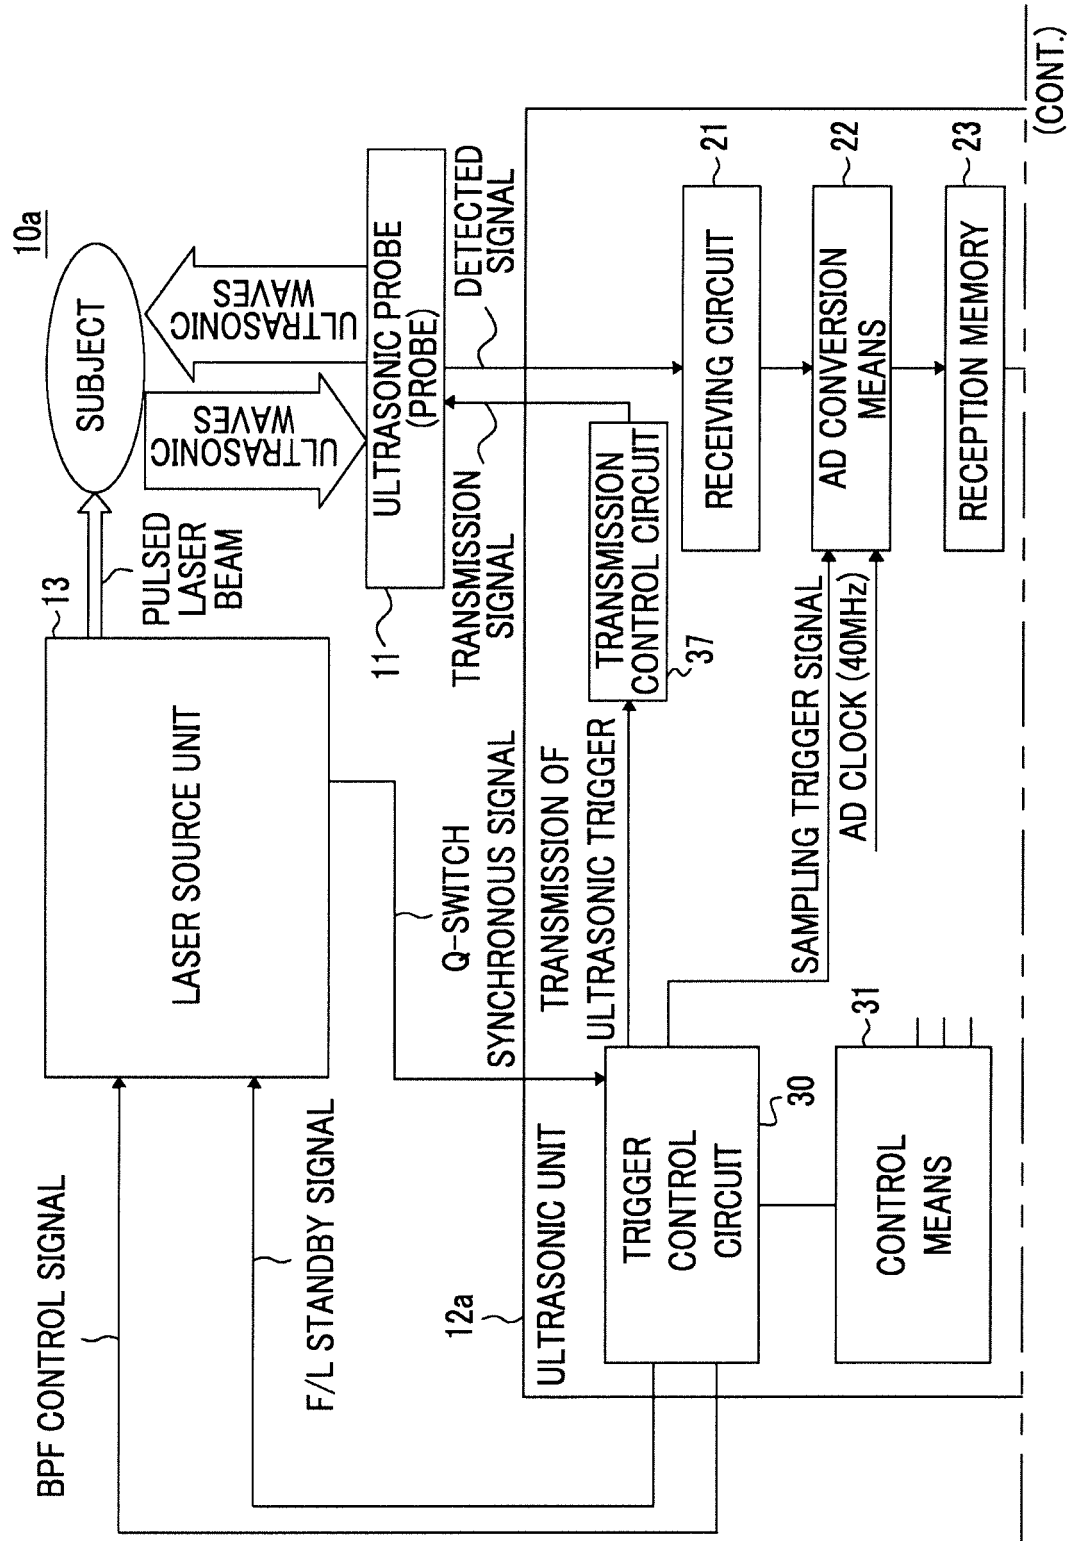 10a
BPF CONTROL SIGNAL
F/L STANDBY SIGNAL
LASER SOURCE UNIT
13
PULSED
LASER
BEAM
SUBJECT
ULTRASONIC
WAVES
ULTRASONIC
WAVES
11
ULTRASONIC PROBE
(PROBE)
Q-SWITCH
SYNCHRONOUS SIGNAL
TRANSMISSION
SIGNAL
DETECTED
SIGNAL
12a
ULTRASONIC UNIT
TRANSMISSION OF
ULTRASONIC TRIGGER
TRIGGER
CONTROL
CIRCUIT
30
TRANSMISSION
CONTROL CIRCUIT
37
RECEIVING CIRCUIT
21
SAMPLING TRIGGER SIGNAL
AD CLOCK (40MHz)
AD CONVERSION
MEANS
22
CONTROL
MEANS
31
RECEPTION MEMORY
23
(CONT.)